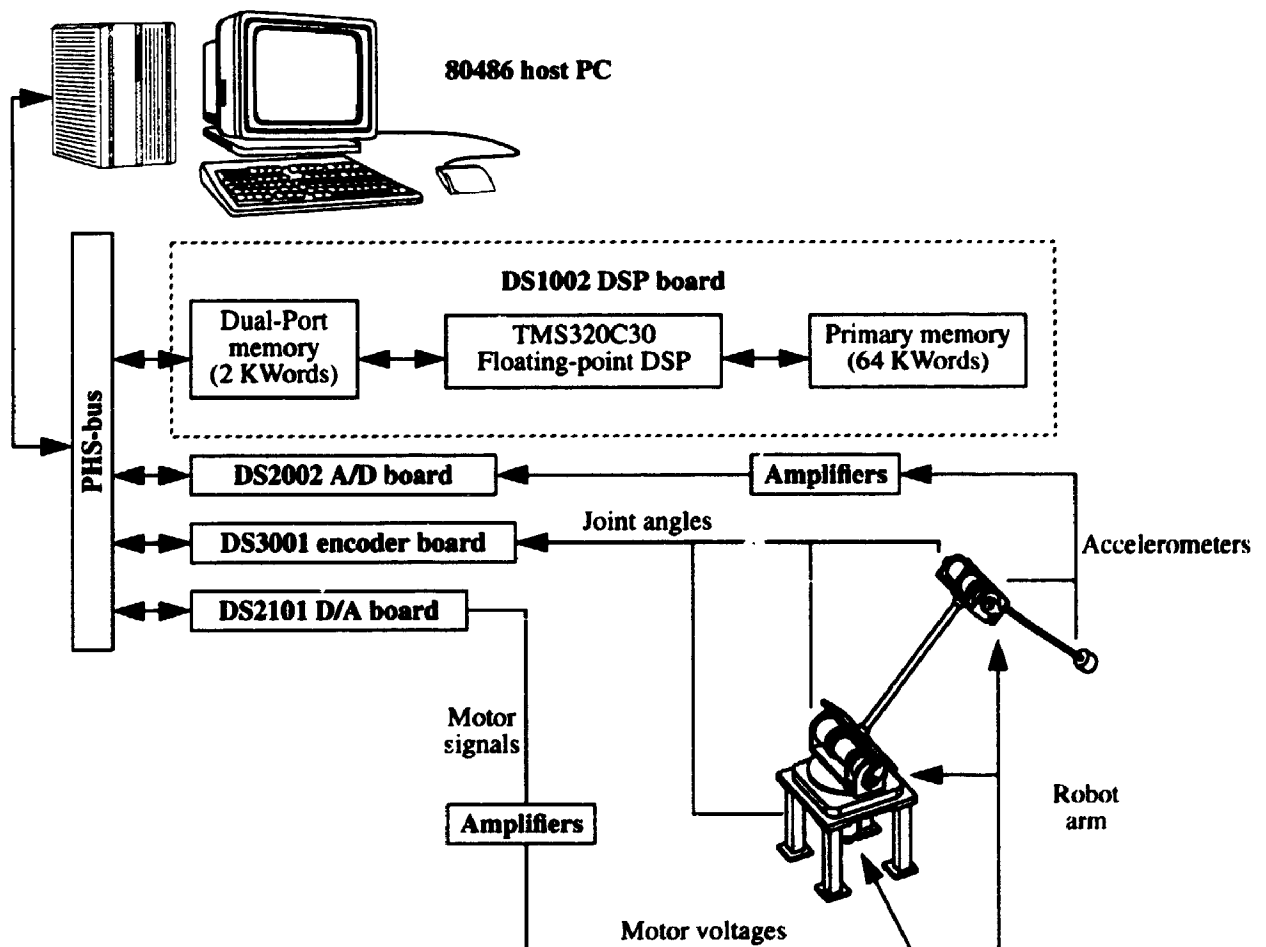 80486 host PC
DS1002 DSP board
Dual-Port
memory
(2 KWords)
TMS320C30
Floating-point DSP
Primary memory
(64 KWords)
PHS-bus
DS2002 A/D board
Amplifiers
Joint angles
DS3001 encoder board
Accelerometers
DS2101 D/A board
Motor
signals
Robot
arm
Amplifiers
Motor voltages